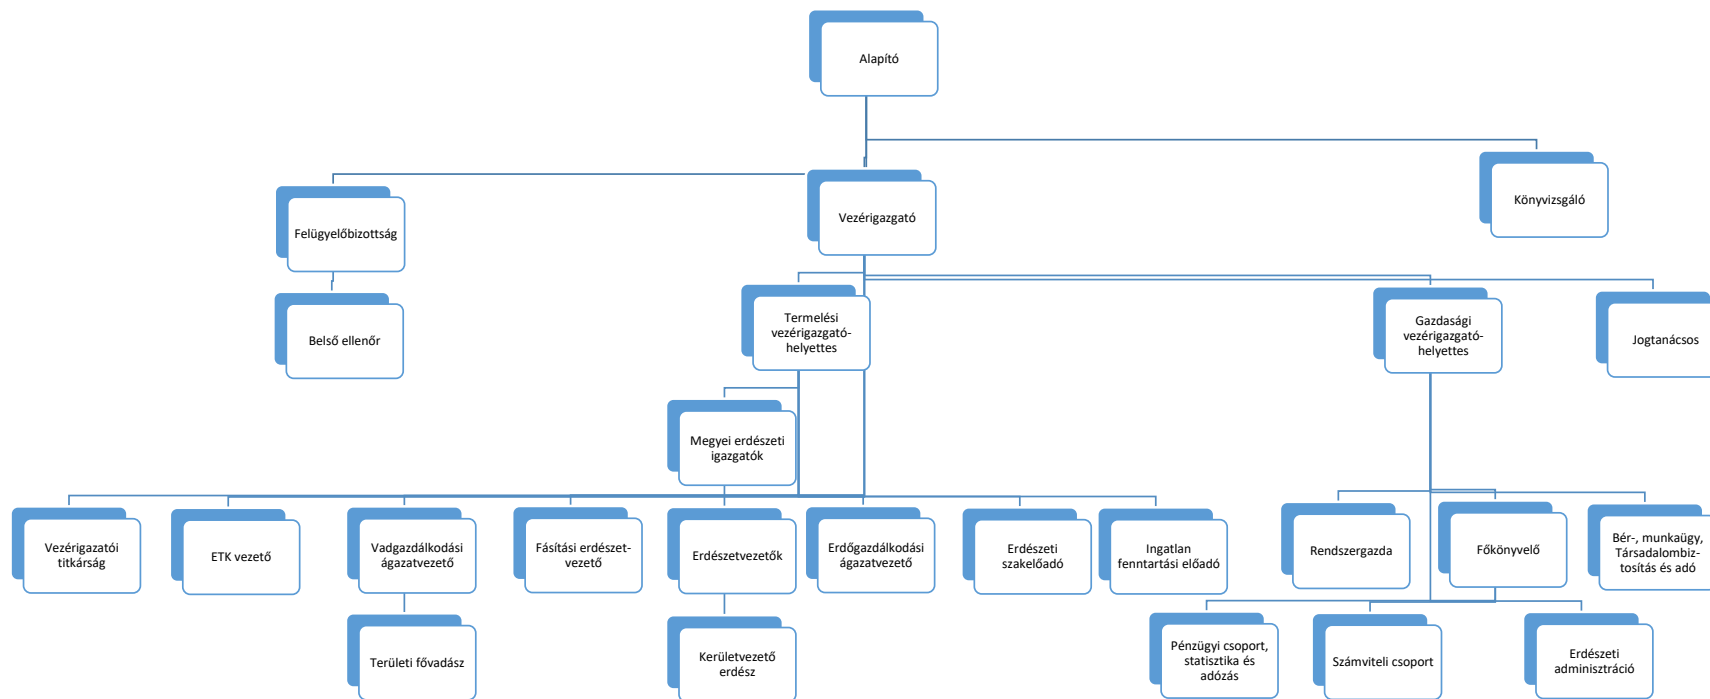 Alapító
Könyvizsgáló
Vezérigazgató
Felügyelőbizottság
Belső ellenőr
Termelési
vezérigazgató-
helyettes
Gazdasági
vezérigazgató-
helyettes
Jogtanácsos
Megyei erdészeti
igazgatók
Vezérigazatói
titkárság
ETK vezető
Vadgazdálkodási
ágazatvezető
Fásítási erdészet-
vezető
Erdészetvezetők
Erdőgazdálkodási
ágazatvezető
Erdészeti
szakelőadó
Ingatlan
fenntartási előadó
Rendszergazda
Főkönyvelő
Bér-, munkaügy,
Társadalombiz-
tosítás és adó
Területi fővadász
Kerületvezető
erdész
Pénzügyi csoport,
statisztika és
adózás
Számviteli csoport
Erdészeti
adminisztráció